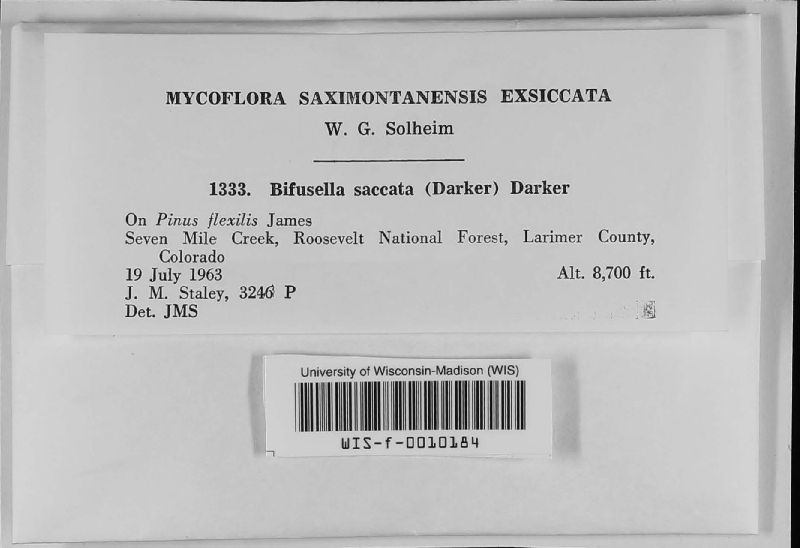 MYCOFLORA SAXIMONTANENSIS EXSICCATA
W. G. Solheim
1333. Bifusella saccata (Darker) Darker
On Pinus flexilis James
Seven Mile Creek, Roosevelt National Forest, Larimer County,
Colorado
19 July 1963 Alt. 8,700 ft.
J. M. Staley, 3246 P
Det. JMS
University of Wisconsin-Madison (WIS)
WIS-f-0010184